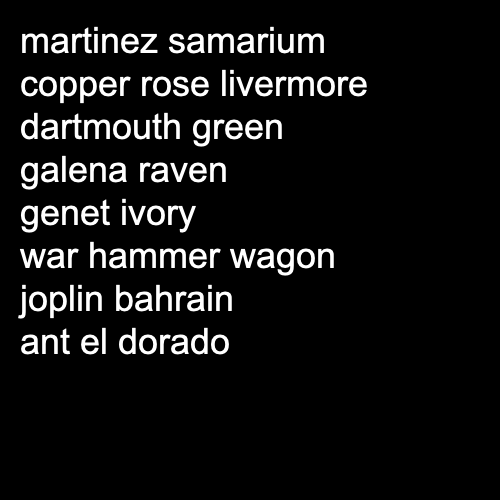 martinez samarium
copper rose livermore
dartmouth green
galena raven
genet ivory
war hammer wagon
joplin bahrain
ant el dorado